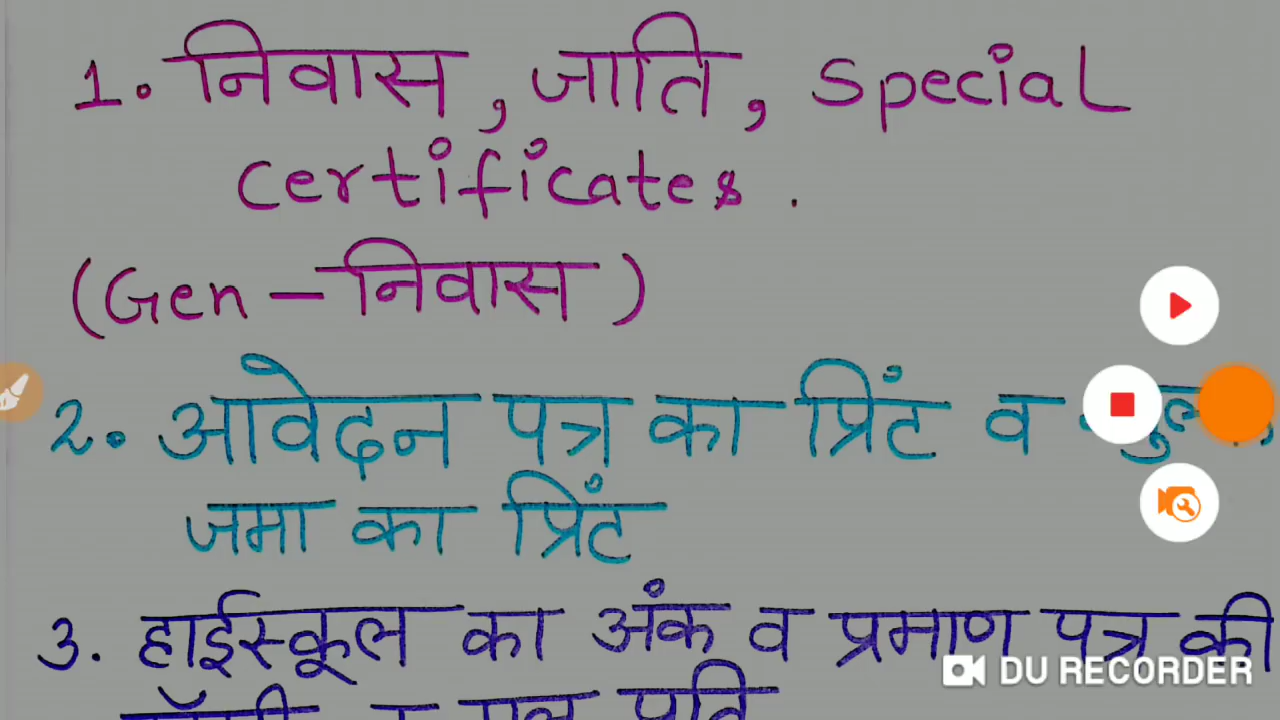 1. निवास, जाति, Special
Certificates.
(Gen - निवास)
2. आवेदन पत्र का प्रिंट व
जमा का प्रिंट
3. हाईस्कूल का अंक व प्रमाण पत्र की
DU RECORDER